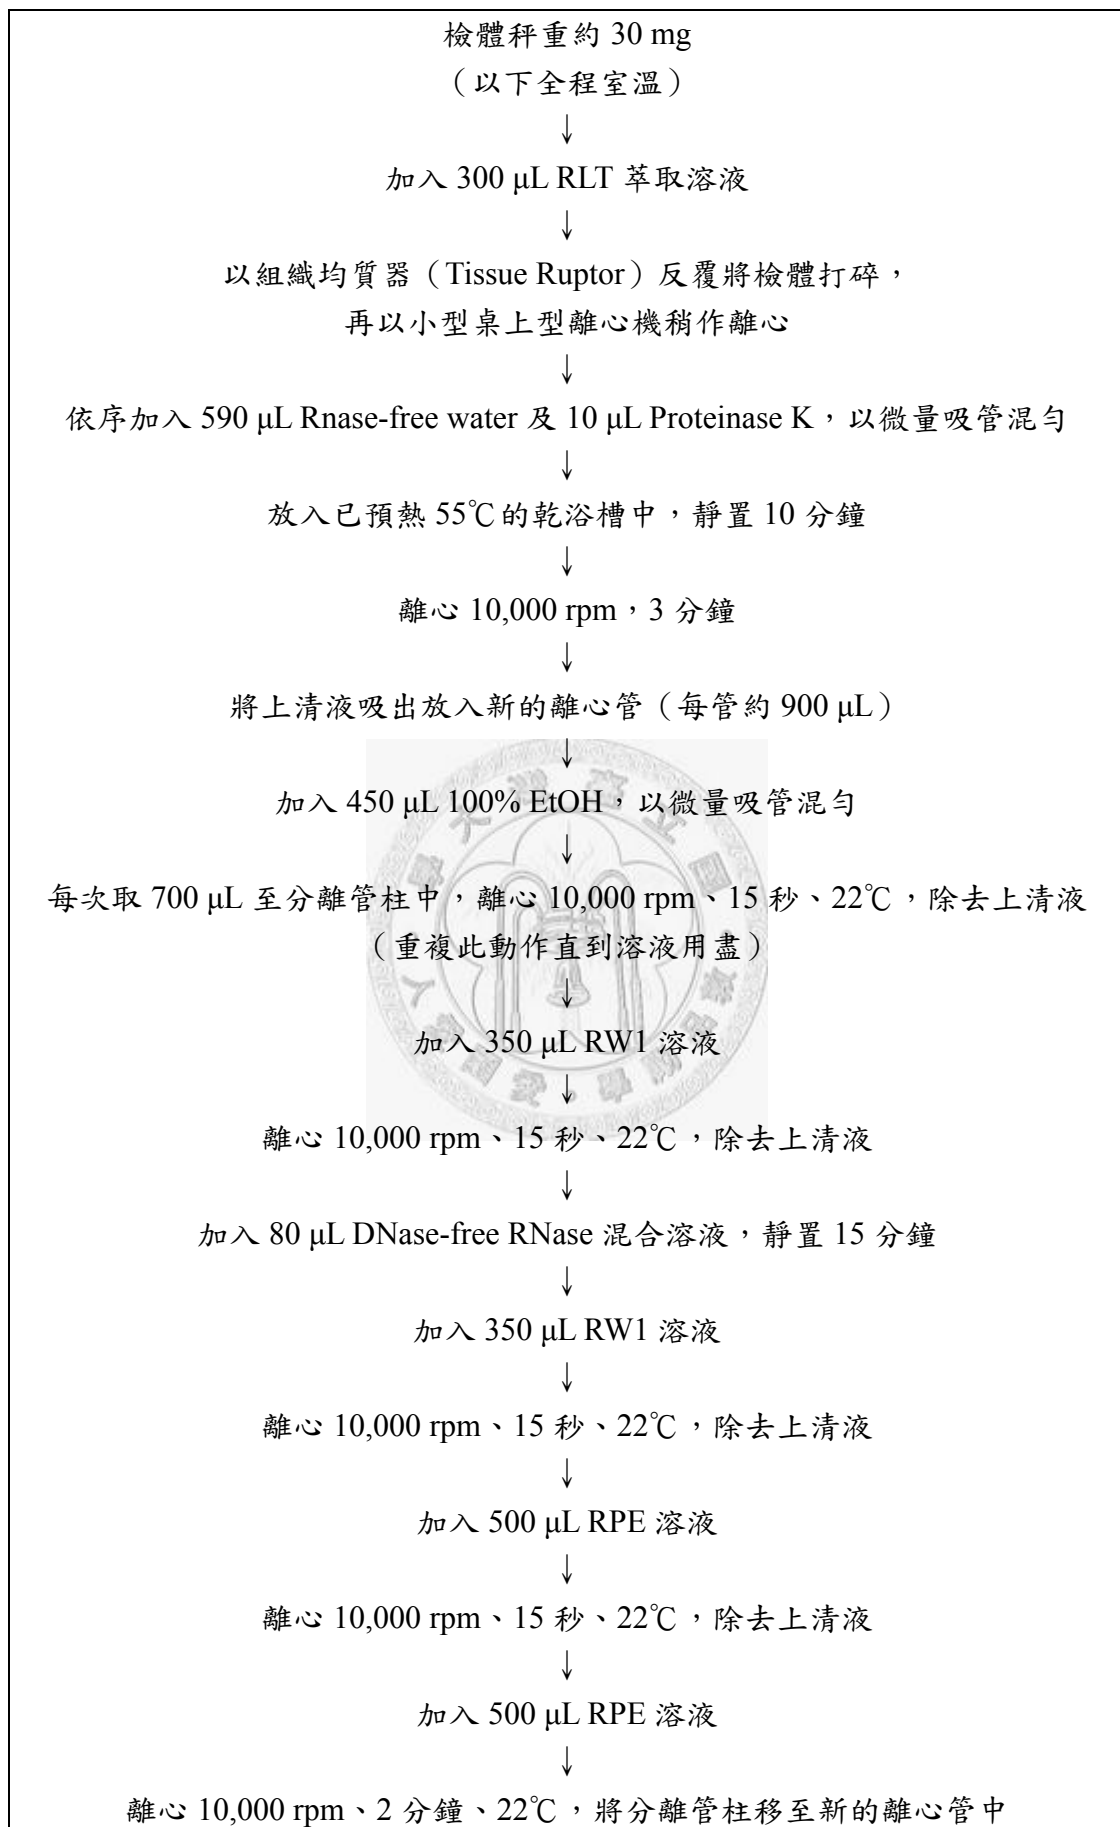 檢體秤重約 30 mg
（以下全程室溫）
↓
加入 300 μL RLT 萃取溶液
↓
以組織均質器（Tissue Ruptor）反覆將檢體打碎，
再以小型桌上型離心機稍作離心
↓
依序加入 590 μL Rnase-free water 及 10 μL Proteinase K，以微量吸管混勻
↓
放入已預熱 55℃的乾浴槽中，靜置 10 分鐘
↓
離心 10,000 rpm，3 分鐘
↓
將上清液吸出放入新的離心管（每管約 900 μL）
↓
加入 450 μL 100% EtOH，以微量吸管混勻
↓
每次取 700 μL 至分離管柱中，離心 10,000 rpm、15 秒、22℃，除去上清液
（重複此動作直到溶液用盡）
↓
加入 350 μL RW1 溶液
↓
離心 10,000 rpm、15 秒、22℃，除去上清液
↓
加入 80 μL DNase-free RNase 混合溶液，靜置 15 分鐘
↓
加入 350 μL RW1 溶液
↓
離心 10,000 rpm、15 秒、22℃，除去上清液
↓
加入 500 μL RPE 溶液
↓
離心 10,000 rpm、15 秒、22℃，除去上清液
↓
加入 500 μL RPE 溶液
↓
離心 10,000 rpm、2 分鐘、22℃，將分離管柱移至新的離心管中